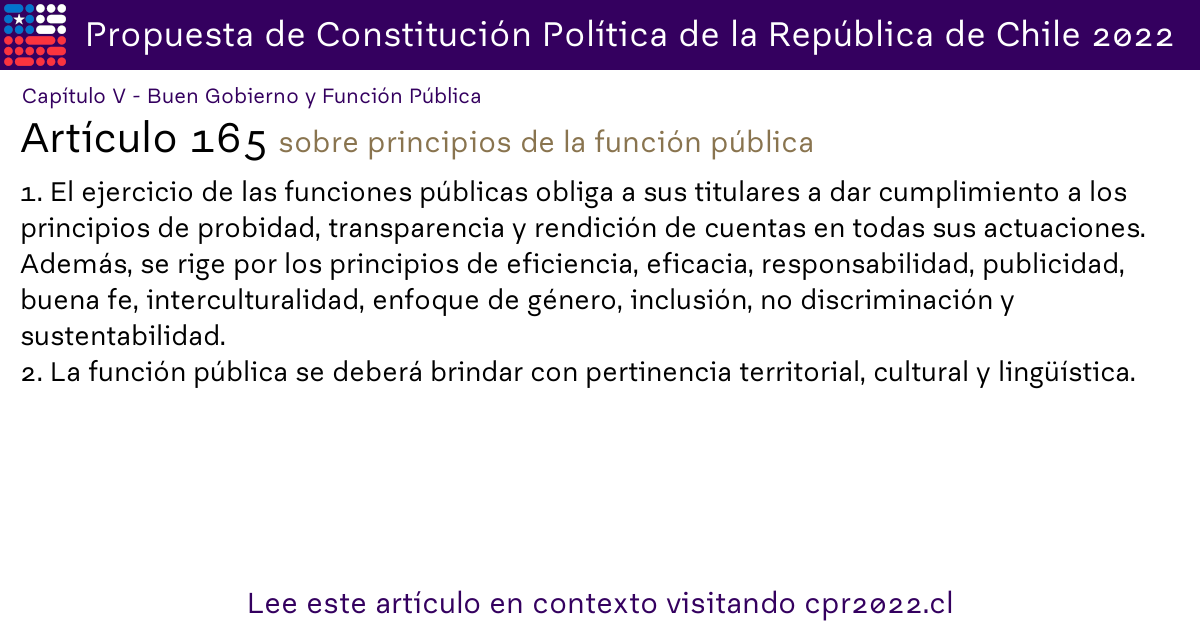 Propuesta de Constitución Política de la República de Chile 2022
Capítulo V - Buen Gobierno y Función Pública
Artículo 165 sobre principios de la función pública
1. El ejercicio de las funciones públicas obliga a sus titulares a dar cumplimiento a los
principios de probidad, transparencia y rendición de cuentas en todas sus actuaciones.
Además, se rige por los principios de eficiencia, eficacia, responsabilidad, publicidad,
buena fe, interculturalidad, enfoque de género, inclusión, no discriminación y
sustentabilidad.
2. La función pública se deberá brindar con pertinencia territorial, cultural y lingüística.
Lee este artículo en contexto visitando cpr2022.cl